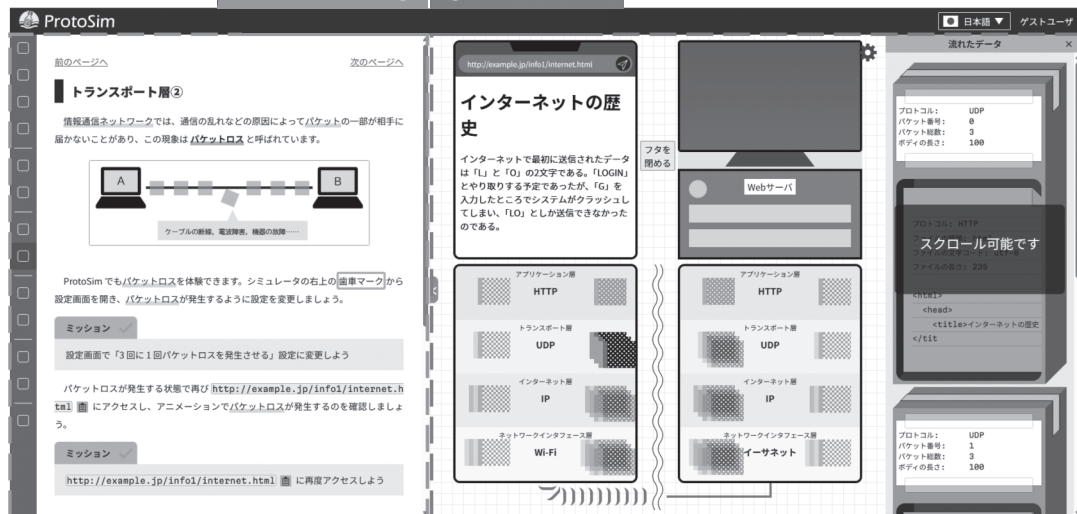 ProtoSim
日本語 ▼
ゲストユーザ
前のページへ
次のページへ
トランスポート層②
情報通信ネットワークでは、通信の乱れなどの原因によってパケットの一部が相手に
届かないことがあり、この現象は パケットロス と呼ばれています。
A
B
ケーブルの断線、電波障害、機器の故障……
ProtoSim でもパケットロスを体験できます。シミュレータの右上の歯車マークから
設定画面を開き、パケットロスが発生するように設定を変更しましょう。
ミッション
設定画面で「3回に1回パケットロスを発生させる」設定に変更しよう
パケットロスが発生する状態で再び http://example.jp/info1/internet.h
tml にアクセスし、アニメーションでパケットロスが発生するのを確認しましょ
う。
ミッション
http://example.jp/info1/internet.html に再度アクセスしよう
http://example.jp/info1/internet.html
インターネットの歴
史
インターネットで最初に送信されたデータ
は「L」と「O」の2文字である。「LOGIN」
とやり取りする予定であったが、「G」を
入力したところでシステムがクラッシュし
てしまい、「LO」としか送信できなかった
のである。
フタを
閉める
Webサーバ
アプリケーション層
HTTP
トランスポート層
UDP
インターネット層
IP
ネットワークインタフェース層
Wi-Fi
アプリケーション層
HTTP
トランスポート層
UDP
インターネット層
IP
ネットワークインタフェース層
イーサネット
流れたデータ
×
プロトコル: UDP
パケット番号: 0
パケット総数: 3
ボディの長さ: 100
プロトコル: HTTP
スクロール可能です
ファイルの長さ: 235
<html>
<head>
<title>インターネットの歴史
</tit
プロトコル: UDP
パケット番号: 1
パケット総数: 3
ボディの長さ: 100